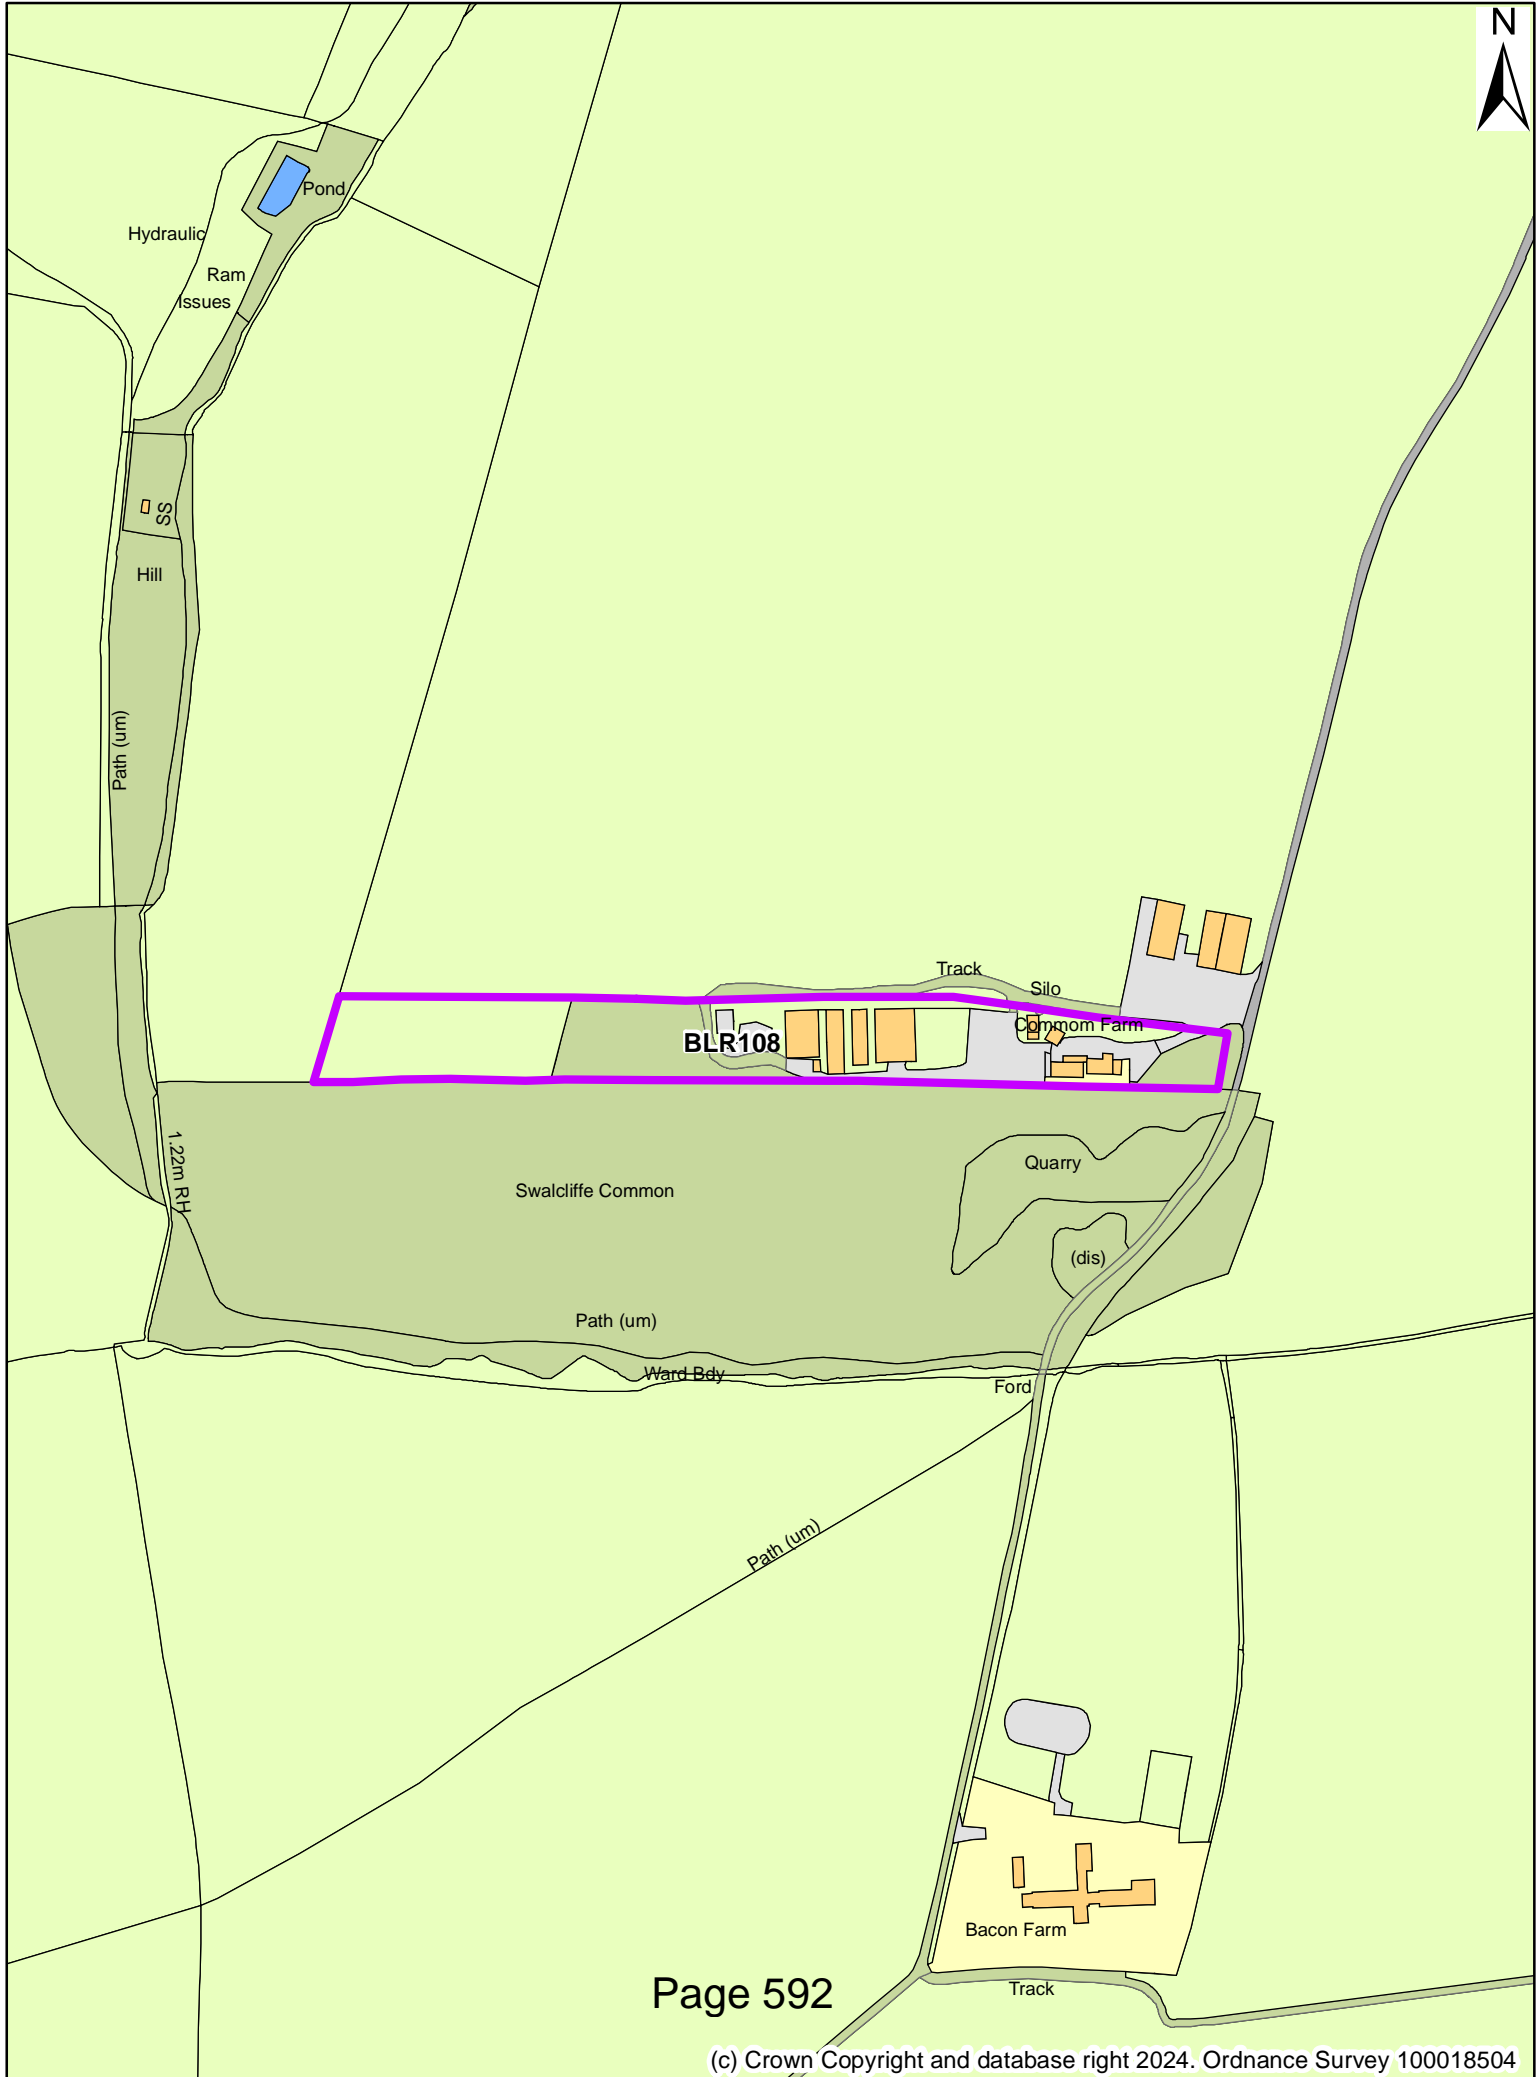 N
Pond
Hydraulic
Ram
Issues
SS
Hill
Path (um)
Track
Silo
Commom Farm
BLR108
1.22m RH
Quarry
Swalcliffe Common
(dis)
Path (um)
Ward Bdy
Ford
Path (um)
Bacon Farm
Page 592
Track
(c) Crown Copyright and database right 2024. Ordnance Survey 100018504